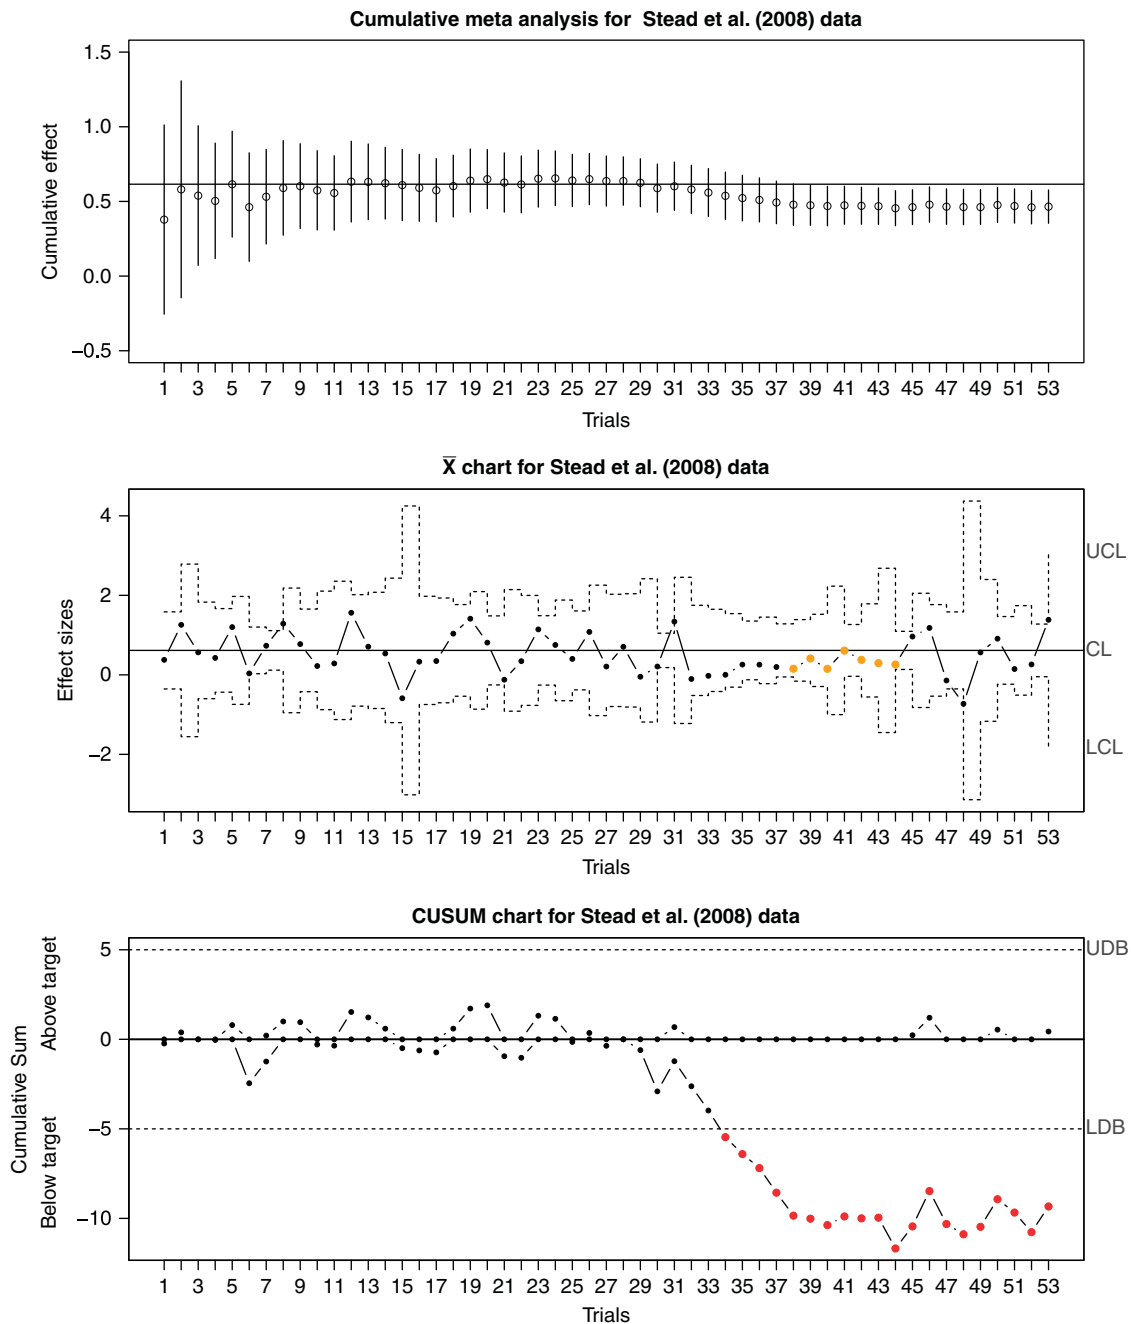 Cumulative meta analysis for Stead et al. (2008) data
Cumulative effect
1.5
1.0
0.5
0.0
−0.5
1 3 5 7 9 11 13 15 17 19 21 23 25 27 29 31 33 35 37 39 41 43 45 47 49 51 53
Trials
X̅ chart for Stead et al. (2008) data
Effect sizes
4
2
0
−2
UCL
CL
LCL
1 3 5 7 9 11 13 15 17 19 21 23 25 27 29 31 33 35 37 39 41 43 45 47 49 51 53
Trials
CUSUM chart for Stead et al. (2008) data
Cumulative Sum
Below target Above target
5
0
−5
−10
UDB
LDB
1 3 5 7 9 11 13 15 17 19 21 23 25 27 29 31 33 35 37 39 41 43 45 47 49 51 53
Trials